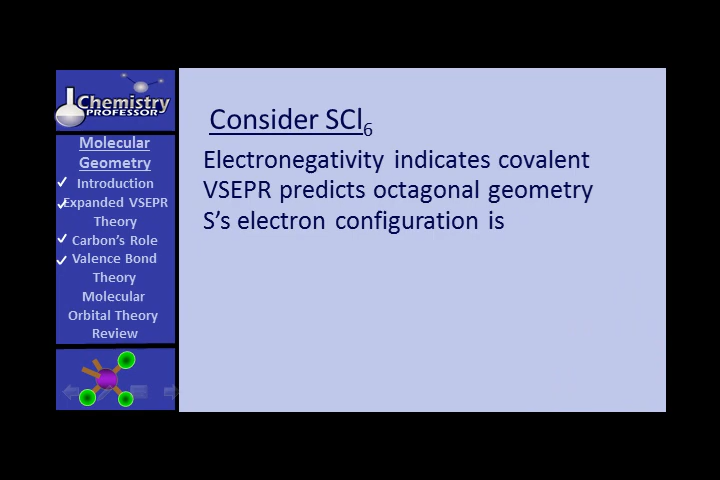 Chemistry
PROFESSOR
Molecular
Geometry
Introduction
Expanded VSEPR
Theory
Carbon's Role
Valence Bond
Theory
Molecular
Orbital Theory
Review
Consider SCl₆
Electronegativity indicates covalent
VSEPR predicts octagonal geometry
S's electron configuration is